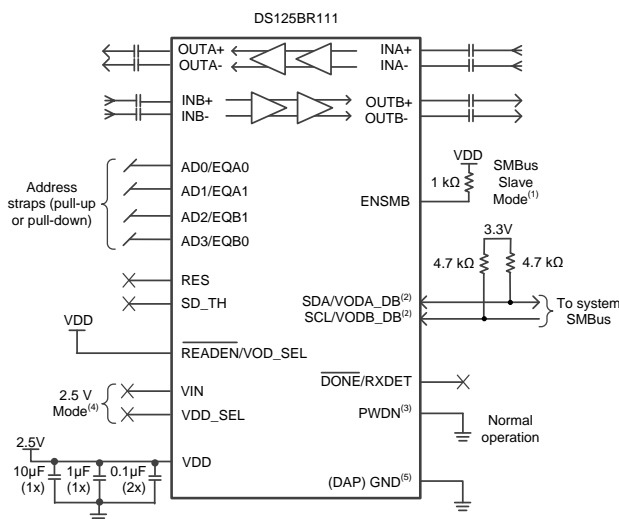 DS125BR111
OUTA+
OUTA-
INA+
INA-
INB+
INB-
OUTB+
OUTB-
Address
straps (pull-up
or pull-down)
AD0/EQA0
AD1/EQA1
AD2/EQB1
AD3/EQB0
VDD
1 kΩ
SMBus
Slave
Mode(1)
ENSMB
3.3V
4.7 kΩ
4.7 kΩ
RES
SD_TH
SDA/VODA_DB(2)
SCL/VODB_DB(2)
To system
SMBus
VDD
READEN/VOD_SEL
2.5 V
Mode(4)
VIN
VDD_SEL
DONE/RXDET
PWDN(3)
Normal
operation
2.5V
VDD
10µF
(1x)
1µF
(1x)
0.1µF
(2x)
(DAP) GND(5)